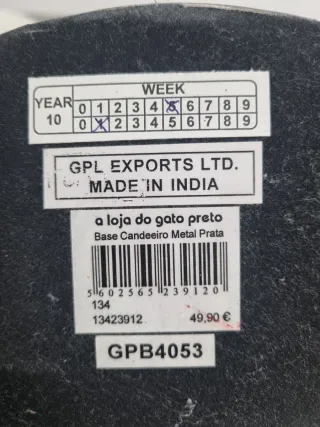 WEEK
YEAR 10
0 1 2 3 4 5 6 7 8 9
0 1 2 3 4 5 6 7 8 9
GPL EXPORTS LTD.
MADE IN INDIA
a loja do gato preto
Base Candeeiro Metal Prata
5 602565 239120
134
13423912 49,90 €
GPB4053